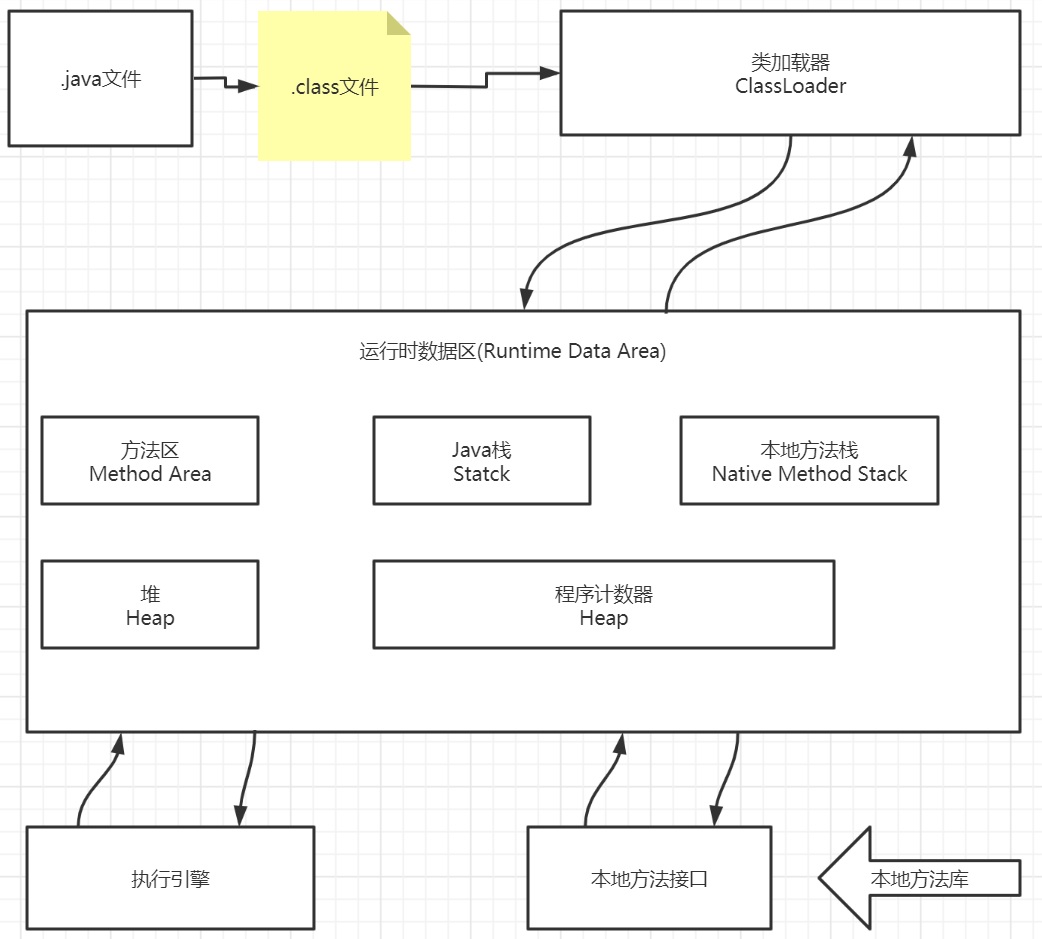 .java文件
.class文件
类加载器
ClassLoader
运行时数据区(Runtime Data Area)
方法区
Method Area
Java栈
Statck
本地方法栈
Native Method Stack
堆
Heap
程序计数器
Heap
执行引擎
本地方法接口
本地方法库